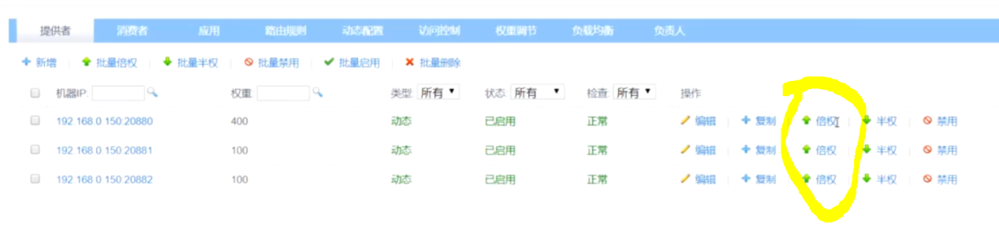 提供者 消费者 应用 路由规则 动态配置 访问控制 权重调节 负载均衡 负责人
新增 批量倍权 批量半权 批量禁用 批量启用 批量删除
机器IP: 权重: 类型: 所有 状态: 所有 检查: 所有 操作
192.168.0.150:20880 400 动态 已启用 正常 编辑 复制 倍权 半权 禁用
192.168.0.150:20881 100 动态 已启用 正常 编辑 复制 倍权 半权 禁用
192.168.0.150:20882 100 动态 已启用 正常 编辑 复制 倍权 半权 禁用